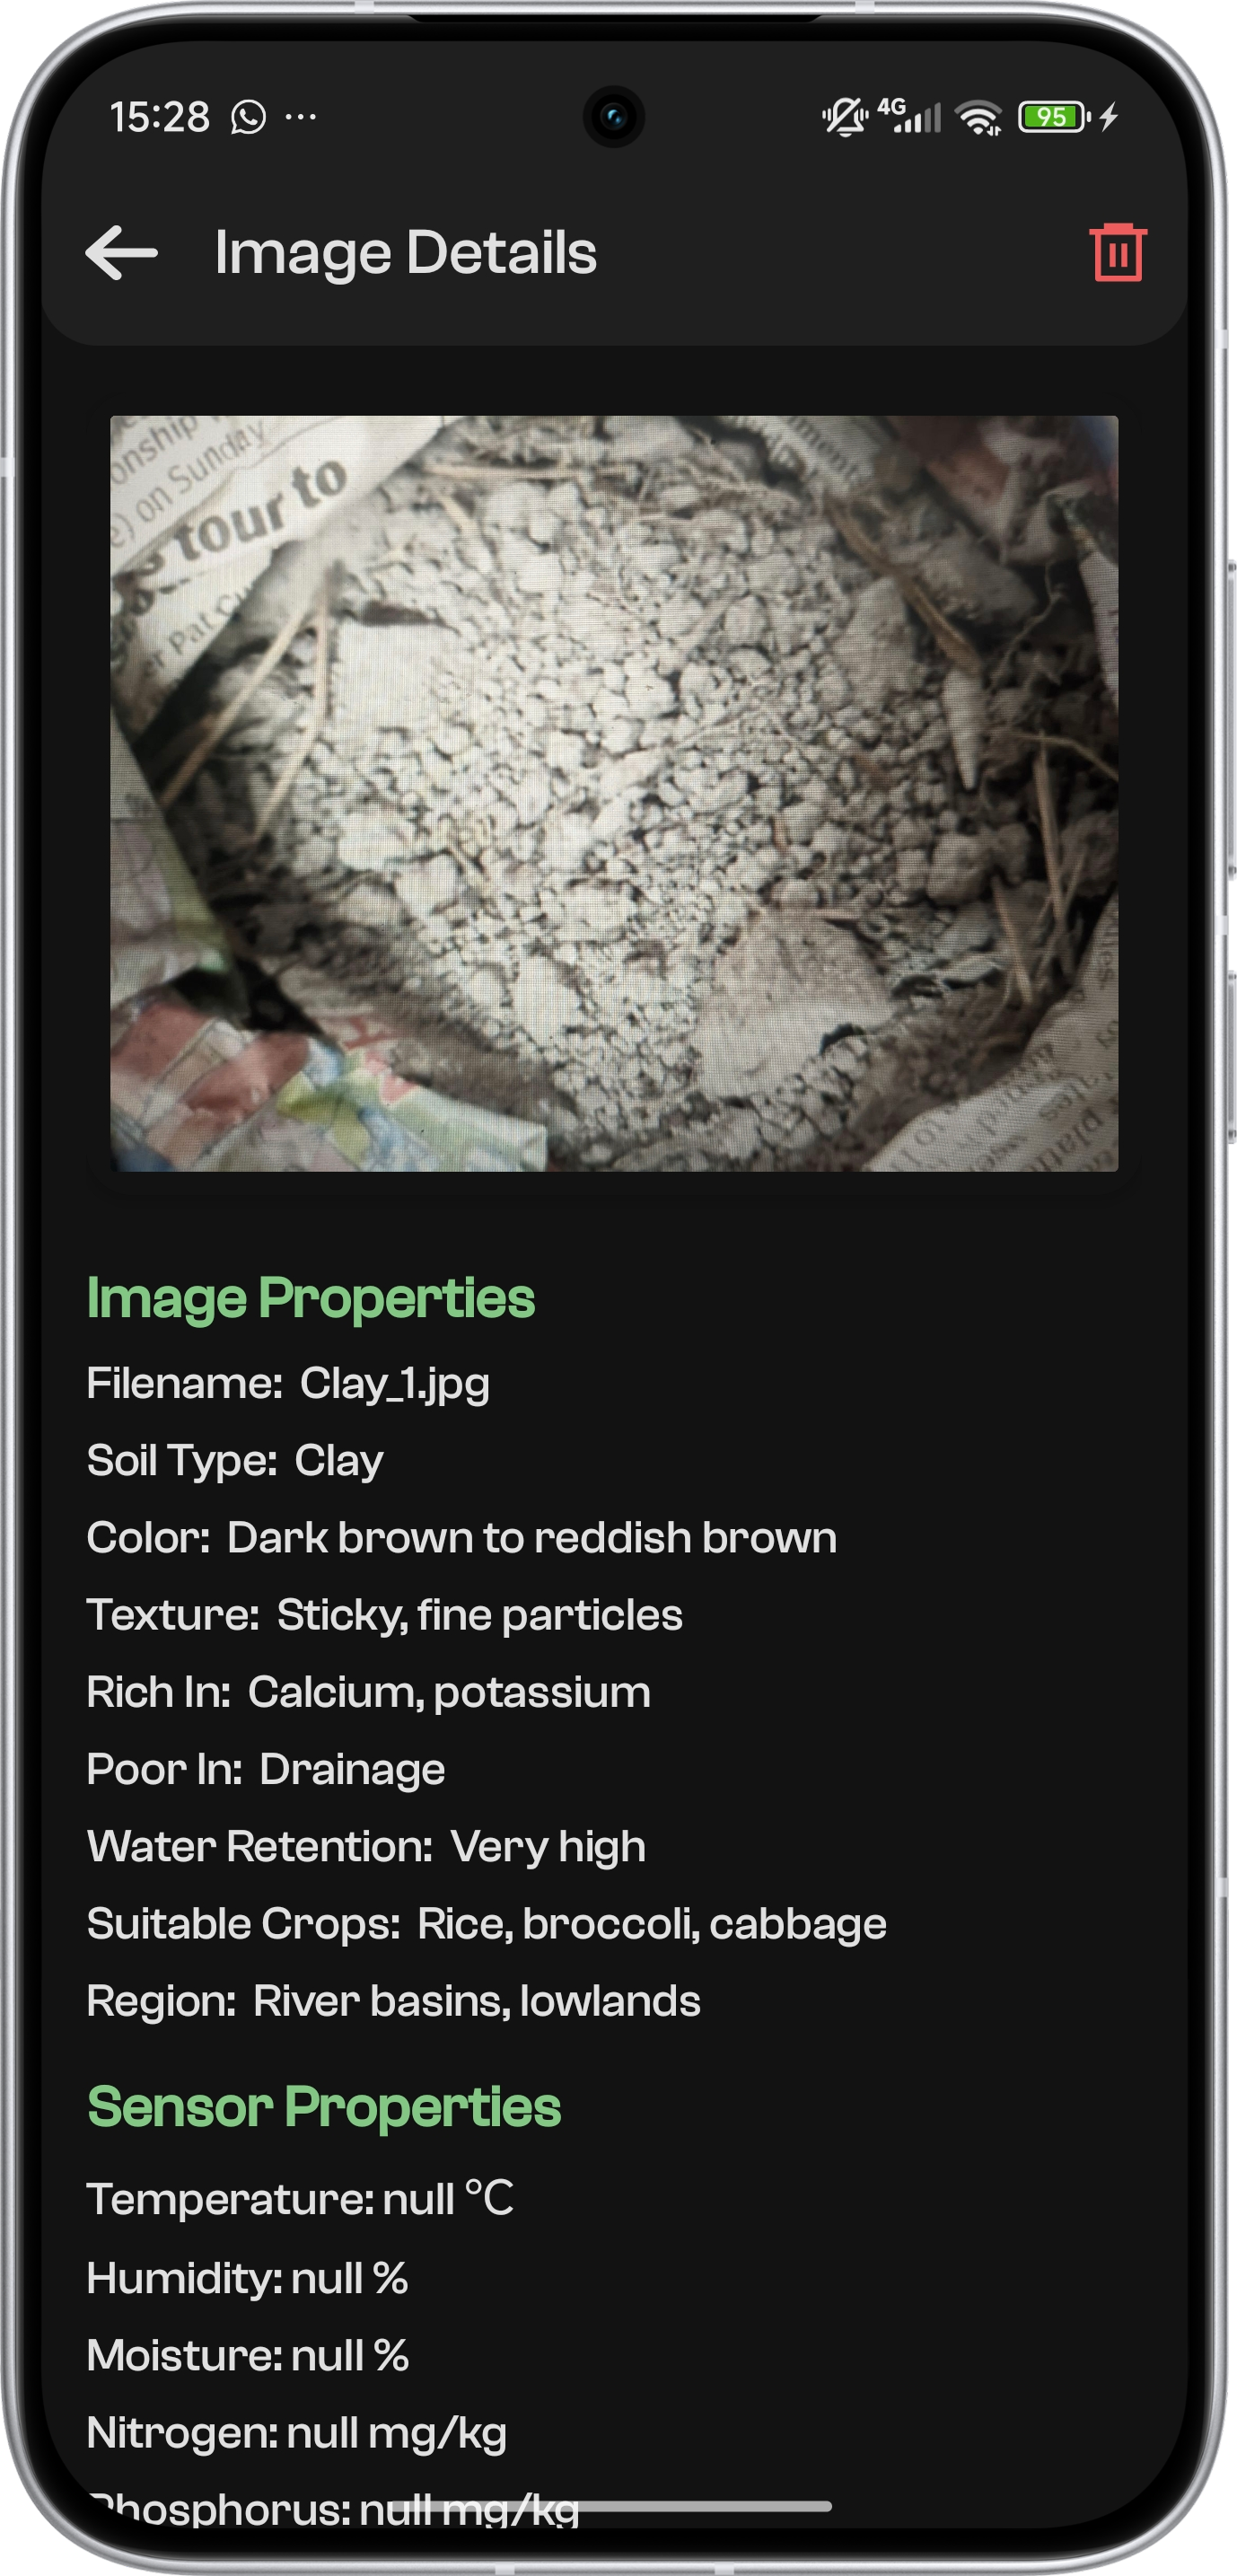 15:28
4G
95
Image Details
onship
e) on Sunday
s tour to
er Pat Cu
Image Properties
Filename: Clay_1.jpg
Soil Type: Clay
Color: Dark brown to reddish brown
Texture: Sticky, fine particles
Rich In: Calcium, potassium
Poor In: Drainage
Water Retention: Very high
Suitable Crops: Rice, broccoli, cabbage
Region: River basins, lowlands
Sensor Properties
Temperature: null °C
Humidity: null %
Moisture: null %
Nitrogen: null mg/kg
Phosphorus: null mg/kg